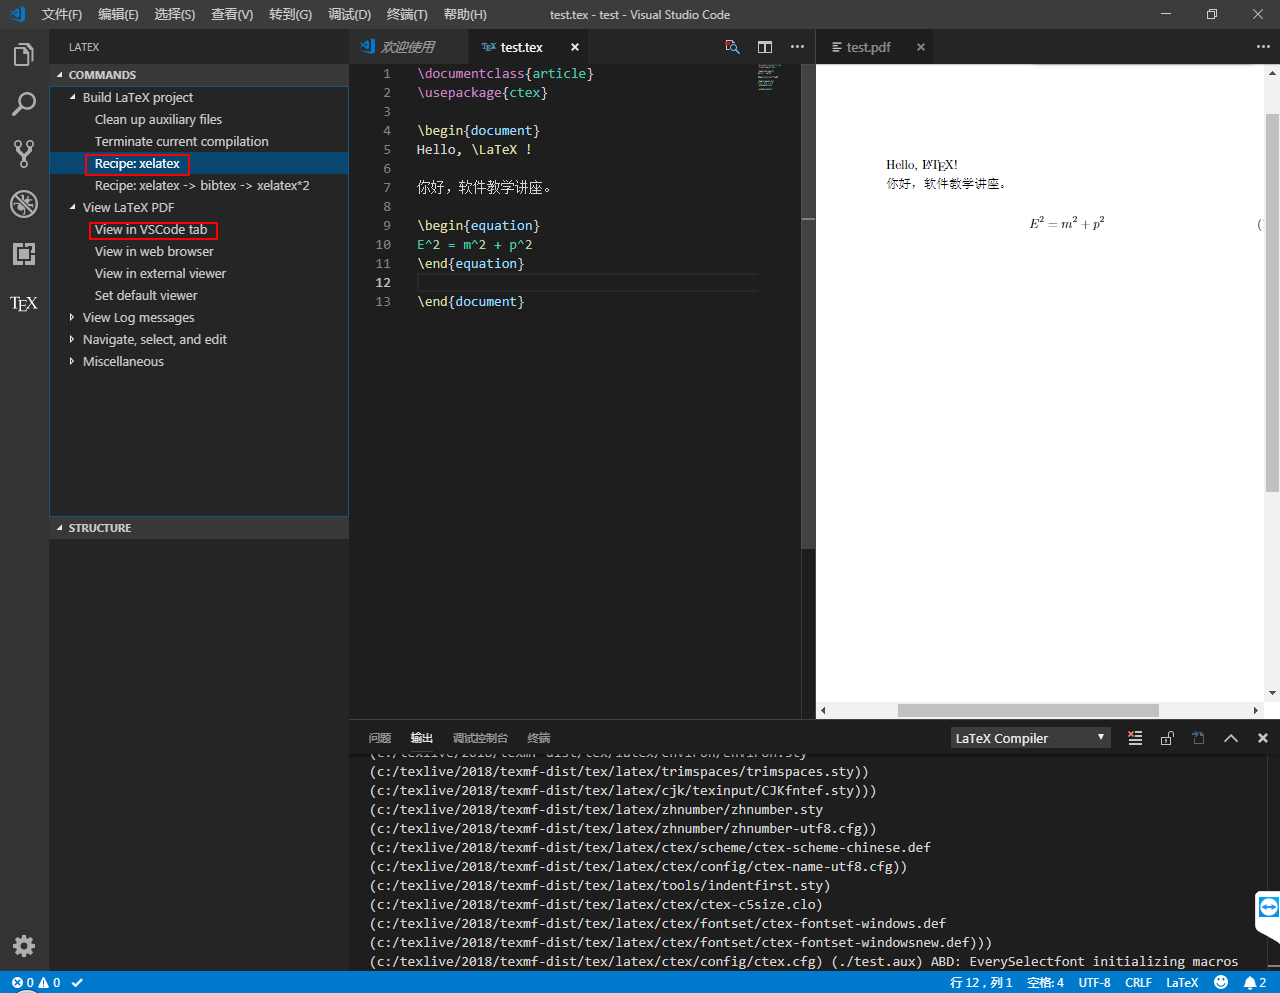 文件(F) 编辑(E) 选择(S) 查看(V) 转到(G) 调试(D) 终端(T) 帮助(H) test.tex - test - Visual Studio Code
LATEX
COMMANDS
Build LaTeX project
Clean up auxiliary files
Terminate current compilation
Recipe: xelatex
Recipe: xelatex -> bibtex -> xelatex*2
View LaTeX PDF
View in VSCode tab
View in web browser
View in external viewer
Set default viewer
View Log messages
Navigate, select, and edit
Miscellaneous
STRUCTURE
TEX
欢迎使用 TEX test.tex
1 \documentclass{article}
2 \usepackage{ctex}
3
4 \begin{document}
5 Hello, \LaTeX !
6
7 你好，软件教学讲座。
8
9 \begin{equation}
10 E^2 = m^2 + p^2
11 \end{equation}
12
13 \end{document}
test.pdf
Hello, LATEX!
你好，软件教学讲座。
E² = m² + p² (
问题 输出 调试控制台 终端 LaTeX Compiler
(c:/texlive/2018/texmf-dist/tex/latex/environ/environ.sty
(c:/texlive/2018/texmf-dist/tex/latex/trimspaces/trimspaces.sty))
(c:/texlive/2018/texmf-dist/tex/latex/cjk/texinput/CJKfntef.sty)))
(c:/texlive/2018/texmf-dist/tex/latex/zhnumber/zhnumber.sty
(c:/texlive/2018/texmf-dist/tex/latex/zhnumber/zhnumber-utf8.cfg))
(c:/texlive/2018/texmf-dist/tex/latex/ctex/scheme/ctex-scheme-chinese.def
(c:/texlive/2018/texmf-dist/tex/latex/ctex/config/ctex-name-utf8.cfg))
(c:/texlive/2018/texmf-dist/tex/latex/tools/indentfirst.sty)
(c:/texlive/2018/texmf-dist/tex/latex/ctex/ctex-c5size.clo)
(c:/texlive/2018/texmf-dist/tex/latex/ctex/fontset/ctex-fontset-windows.def
(c:/texlive/2018/texmf-dist/tex/latex/ctex/fontset/ctex-fontset-windowsnew.def)))
(c:/texlive/2018/texmf-dist/tex/latex/ctex/config/ctex.cfg) (./test.aux) ABD: EverySelectfont initializing macros
0 0 行 12，列 1 空格: 4 UTF-8 CRLF LaTeX 2